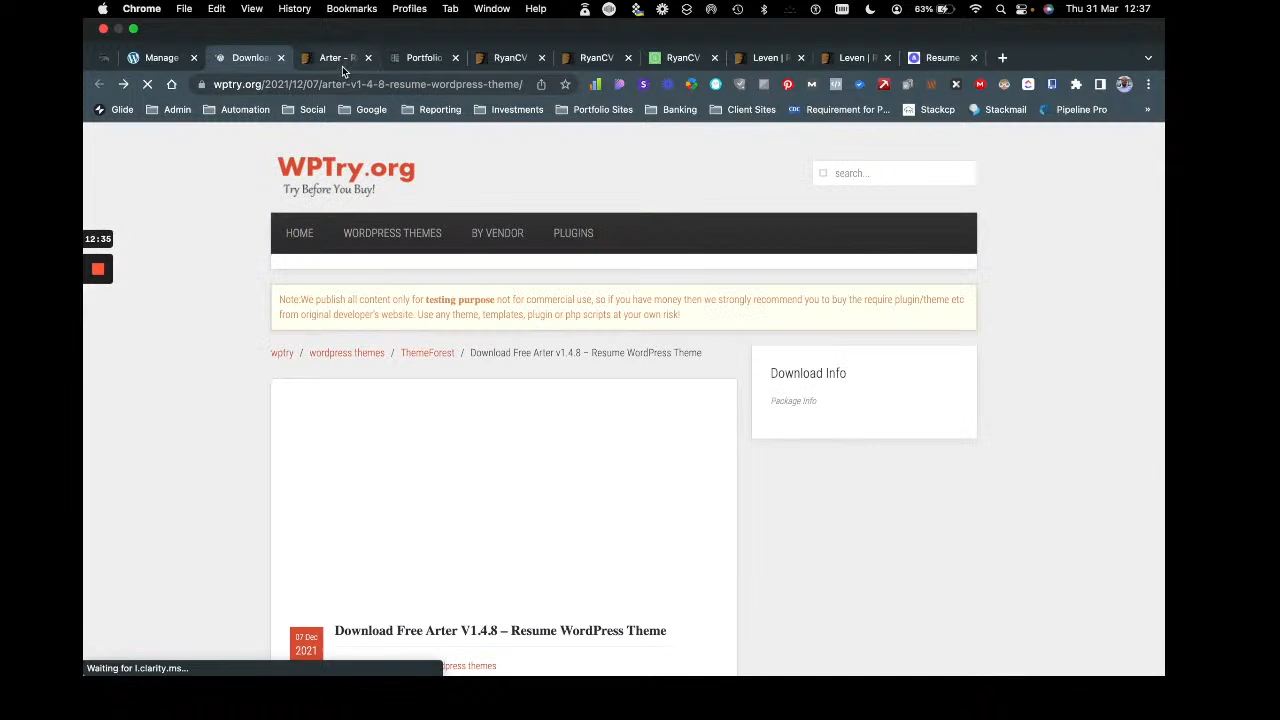 Chrome File Edit View History Bookmarks Profiles Tab Window Help 63% Thu 31 Mar 12:37
Manage Downloa Arter - R Portfolio RyanCV RyanCV RyanCV Leven | Leven | Resume
wptry.org/2021/12/07/arter-v1-4-8-resume-wordpress-theme/
Glide Admin Automation Social Google Reporting Investments Portfolio Sites Banking Client Sites CDC Requirement for P... Stackcp Stackmail Pipeline Pro »
WPTry.org
Try Before You Buy!
search...
HOME WORDPRESS THEMES BY VENDOR PLUGINS
12:35
Note:We publish all content only for testing purpose not for commercial use, so if you have money then we strongly recommend you to buy the require plugin/theme etc
from original developer's website. Use any theme, templates, plugin or php scripts at your own risk!
wptry / wordpress themes / ThemeForest / Download Free Arter v1.4.8 – Resume WordPress Theme
Download Info
Package Info
07 Dec
2021
Download Free Arter V1.4.8 – Resume WordPress Theme
dpress themes
Waiting for l.clarity.ms...